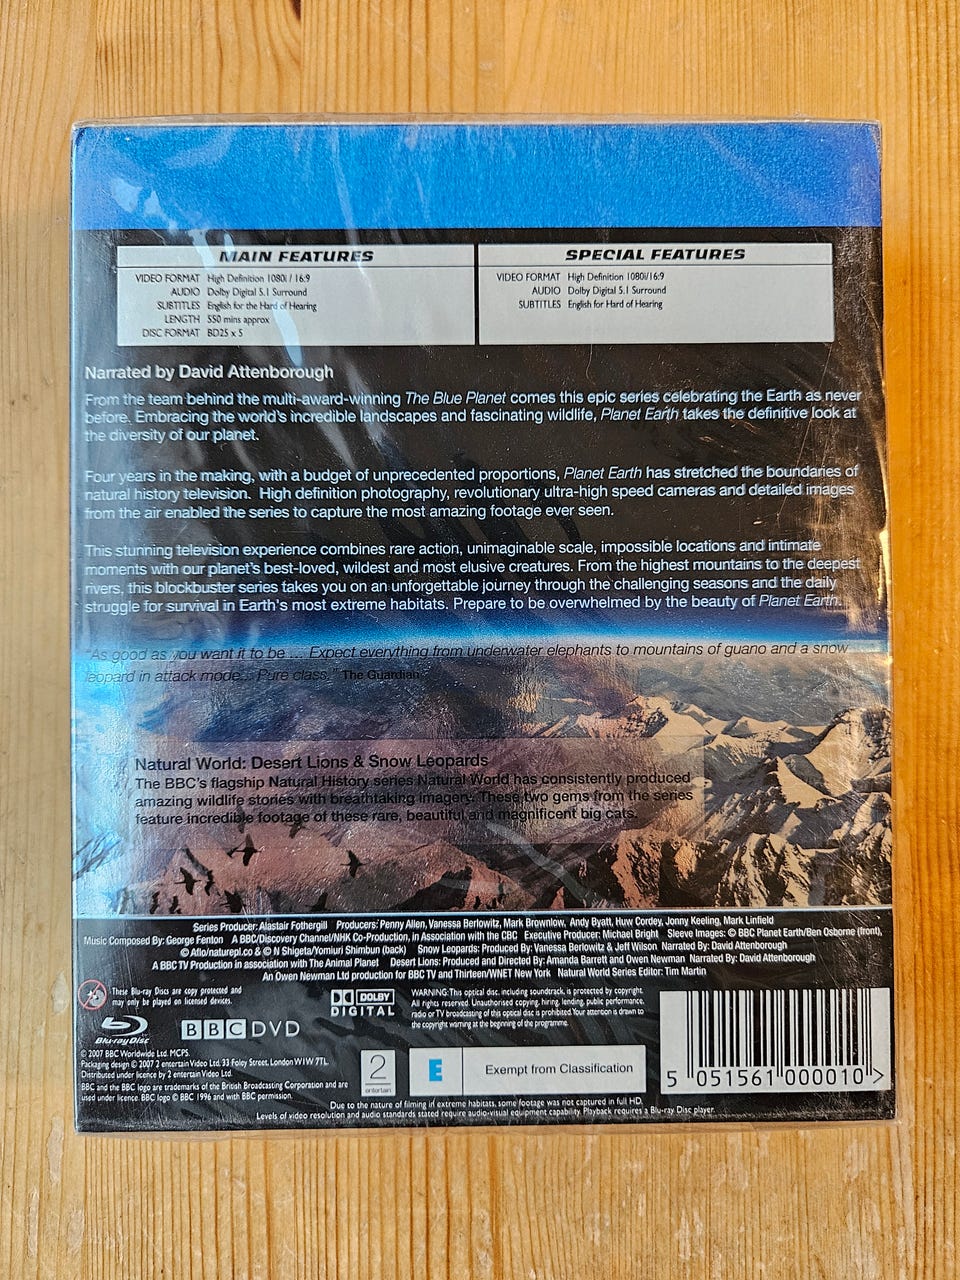 MAIN FEATURES
VIDEO FORMAT High Definition 1080i / 16:9
AUDIO Dolby Digital 5.1 Surround
SUBTITLES English for the Hard of Hearing
LENGTH 550 mins approx
DISC FORMAT BD25 x 5
SPECIAL FEATURES
VIDEO FORMAT High Definition 1080i/16:9
AUDIO Dolby Digital 5.1 Surround
SUBTITLES English for the Hard of Hearing
Narrated by David Attenborough
From the team behind the multi-award-winning The Blue Planet comes this epic series celebrating the Earth as never
before. Embracing the world's incredible landscapes and fascinating wildlife, Planet Earth takes the definitive look at
the diversity of our planet.
Four years in the making, with a budget of unprecedented proportions, Planet Earth has stretched the boundaries of
natural history television. High definition photography, revolutionary ultra-high speed cameras and detailed images
from the air enabled the series to capture the most amazing footage ever seen.
This stunning television experience combines rare action, unimaginable scale, impossible locations and intimate
moments with our planet's best-loved, wildest and most elusive creatures. From the highest mountains to the deepest
rivers, this blockbuster series takes you on an unforgettable journey through the challenging seasons and the daily
struggle for survival in Earth's most extreme habitats. Prepare to be overwhelmed by the beauty of Planet Earth.
"As good as you want it to be ... Expect everything from underwater elephants to mountains of guano and a snow
leopard in attack mode... Pure class." The Guardian
Natural World: Desert Lions & Snow Leopards
The BBC's flagship Natural History series Natural World has consistently produced
amazing wildlife stories with breathtaking imagery. These two gems from the series
feature incredible footage of these rare, beautiful and magnificent big cats.
Series Producer: Alastair Fothergill Producers: Penny Allen, Vanessa Berlowitz, Mark Brownlow, Andy Byatt, Huw Cordey, Jonny Keeling, Mark Linfield
Music Composed By: George Fenton A BBC/Discovery Channel/NHK Co-Production, in Association with the CBC Executive Producer: Michael Bright Sleeve Images: © BBC Planet Earth/Ben Osborne (front),
© Aflo/naturepl.co & © N Shigeta/Yomiuri Shimbun (back) Snow Leopards: Produced By: Vanessa Berlowitz & Jeff Wilson Narrated By: David Attenborough
A BBC TV Production in association with The Animal Planet Desert Lions: Produced and Directed By: Amanda Barrett and Owen Newman Narrated By: David Attenborough
An Owen Newman Ltd production for BBC TV and Thirteen/WNET New York Natural World Series Editor: Tim Martin
These Blu-ray Discs are copy protected and
may only be played on licensed devices.
Blu-ray Disc
BBC DVD
DOLBY
DIGITAL
WARNING: This optical disc, including soundtrack, is protected by copyright.
All rights reserved. Unauthorised copying, hiring, lending, public performance,
radio or TV broadcasting of this optical disc is prohibited. Your attention is drawn to
the copyright warning at the beginning of the programme.
© 2007 BBC Worldwide Ltd. MCPS.
Packaging design © 2007 2 entertain Video Ltd. 33 Foley Street. London W1W 7TL.
Distributed under licence by 2 entertain Video Ltd.
BBC and the BBC logo are trademarks of the British Broadcasting Corporation and are
used under licence. BBC logo © BBC 1996 and with BBC permission.
2
entertain
E
Exempt from Classification
5 051561 000010 >
Due to the nature of filming in extreme habitats, some footage was not captured in full HD.
Levels of video resolution and audio standards stated require audio-visual equipment capability. Playback requires a Blu-ray Disc player.